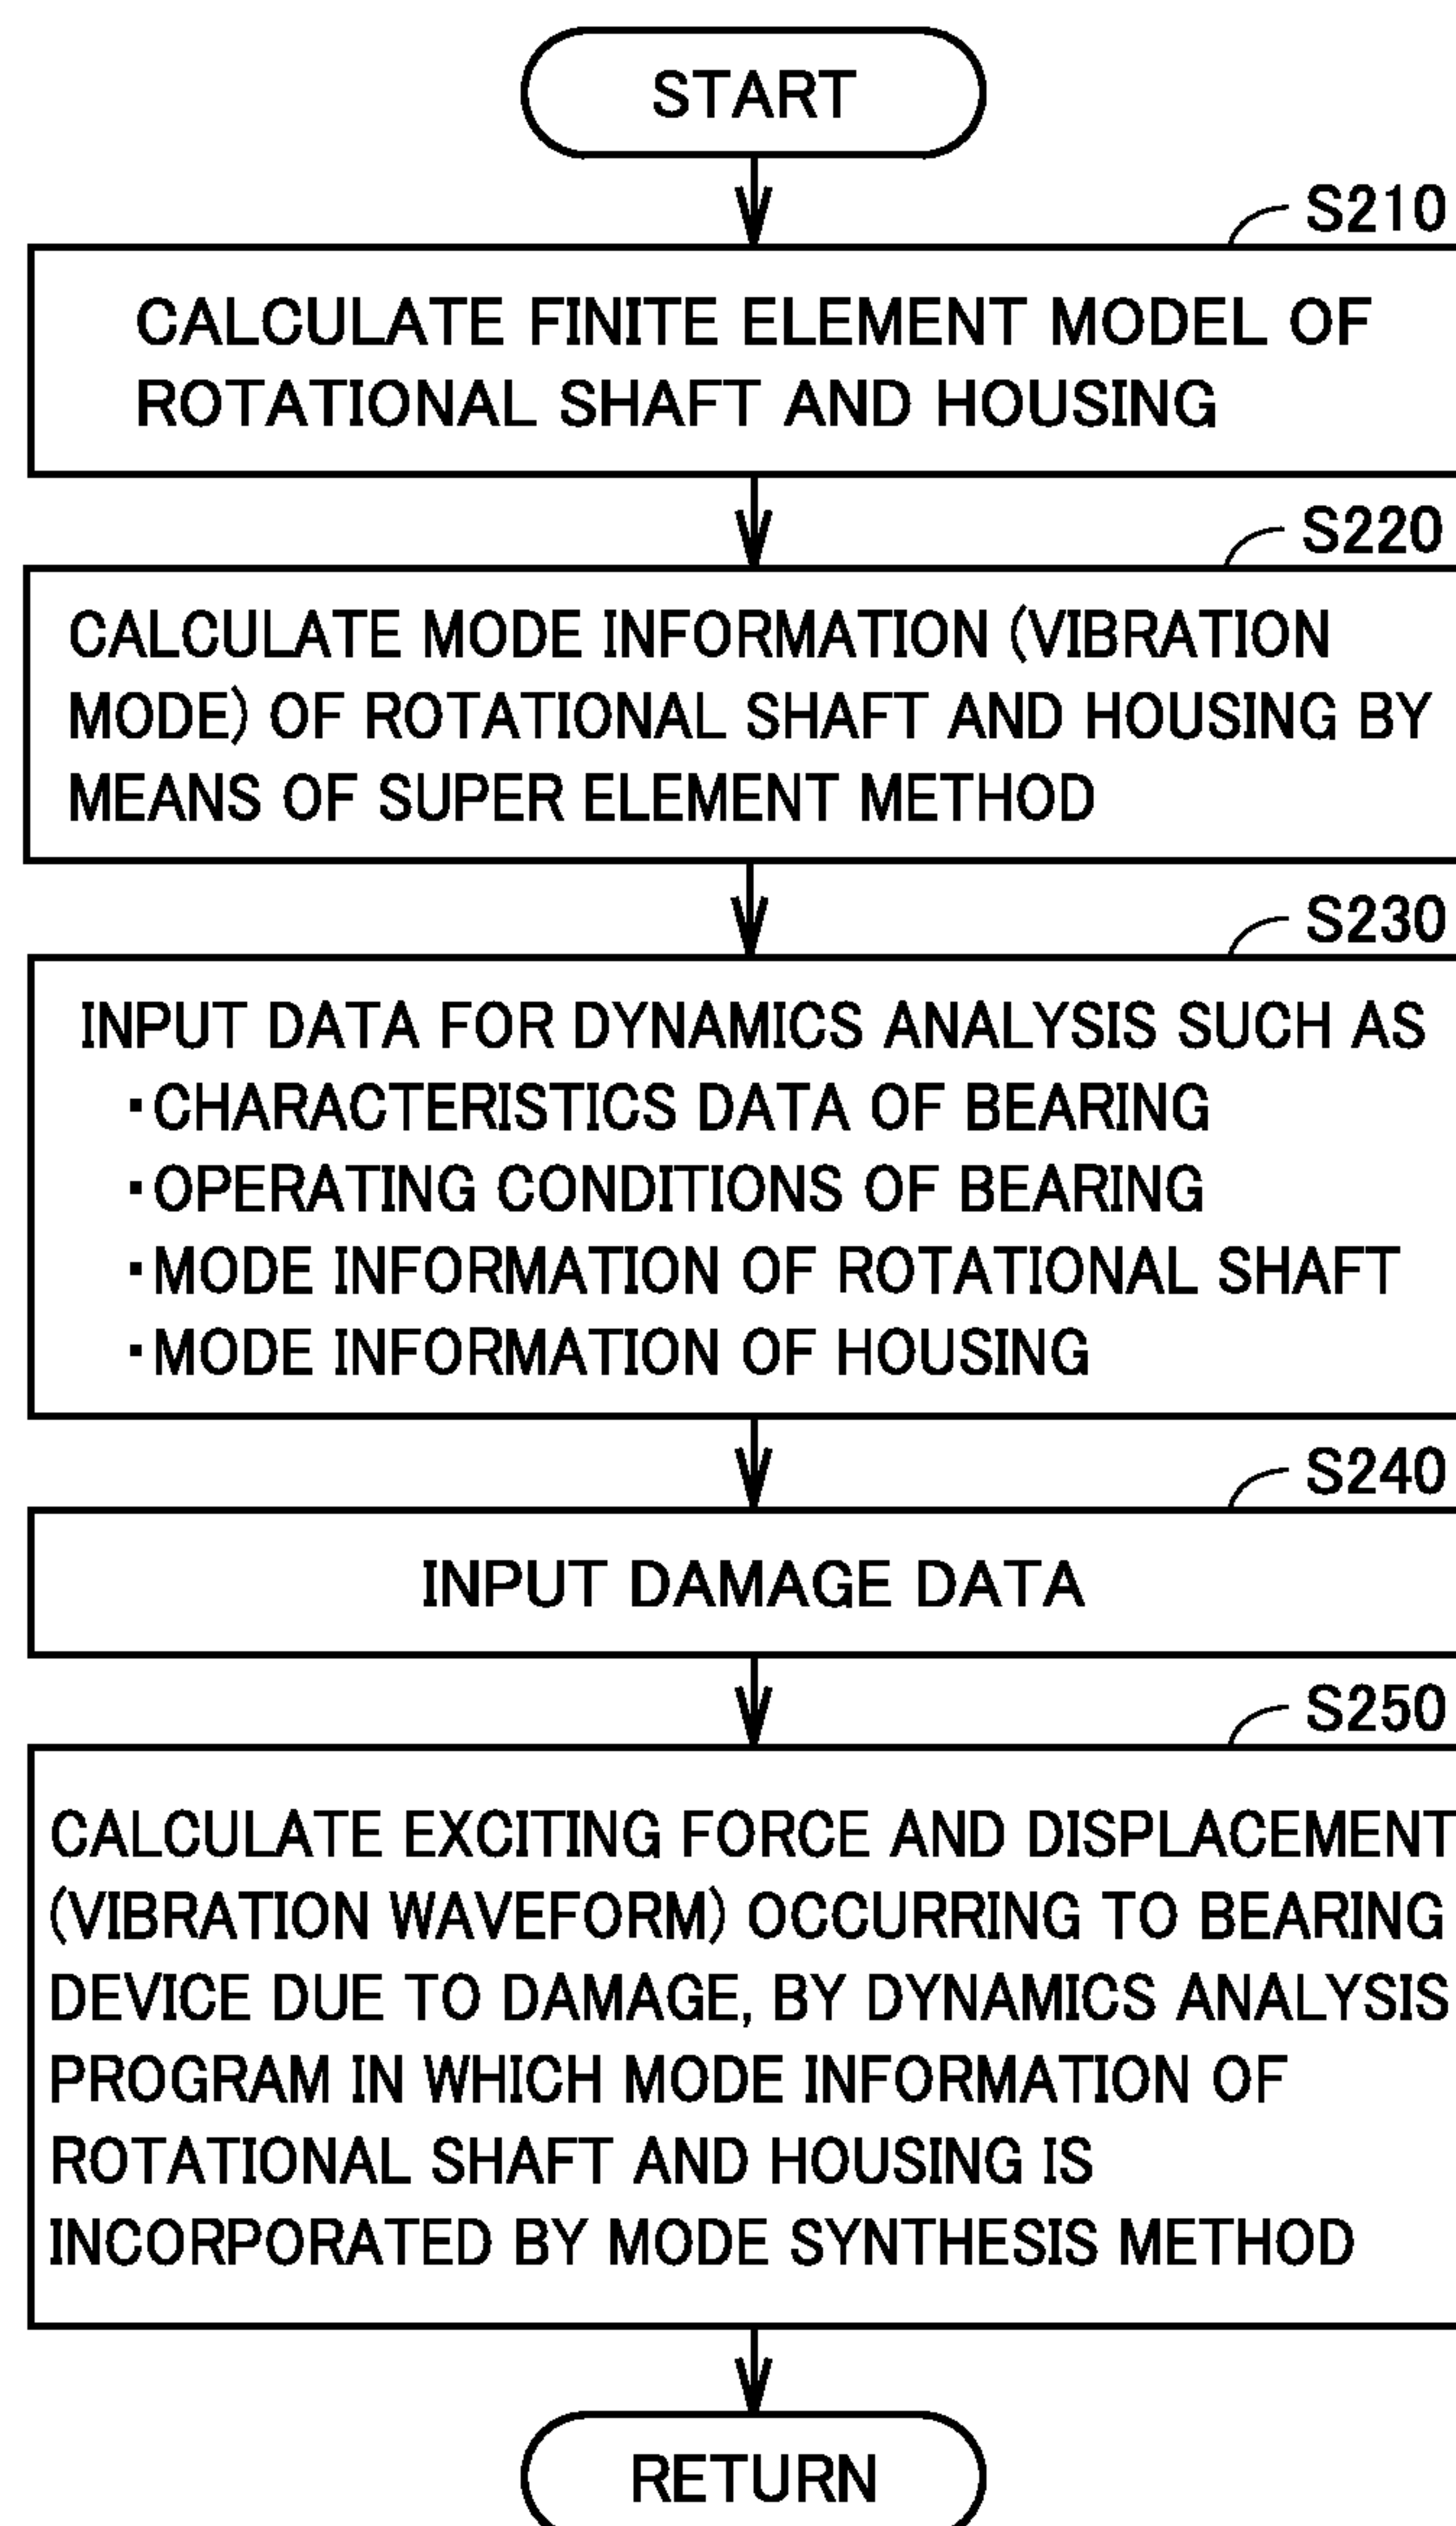 START
S210
CALCULATE FINITE ELEMENT MODEL OF
ROTATIONAL SHAFT AND HOUSING
S220
CALCULATE MODE INFORMATION (VIBRATION
MODE) OF ROTATIONAL SHAFT AND HOUSING BY
MEANS OF SUPER ELEMENT METHOD
S230
INPUT DATA FOR DYNAMICS ANALYSIS SUCH AS
・CHARACTERISTICS DATA OF BEARING
・OPERATING CONDITIONS OF BEARING
・MODE INFORMATION OF ROTATIONAL SHAFT
・MODE INFORMATION OF HOUSING
S240
INPUT DAMAGE DATA
S250
CALCULATE EXCITING FORCE AND DISPLACEMENT
(VIBRATION WAVEFORM) OCCURRING TO BEARING
DEVICE DUE TO DAMAGE, BY DYNAMICS ANALYSIS
PROGRAM IN WHICH MODE INFORMATION OF
ROTATIONAL SHAFT AND HOUSING IS
INCORPORATED BY MODE SYNTHESIS METHOD
RETURN